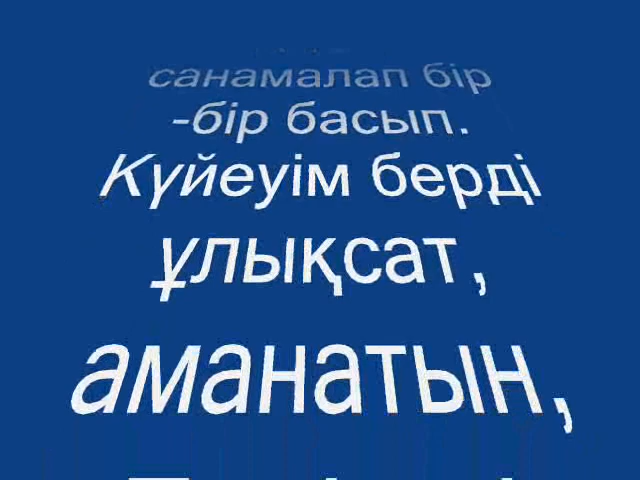 санамалап бір
-бір басып.
Күйеуім берді
ұлықсат,
аманатын,